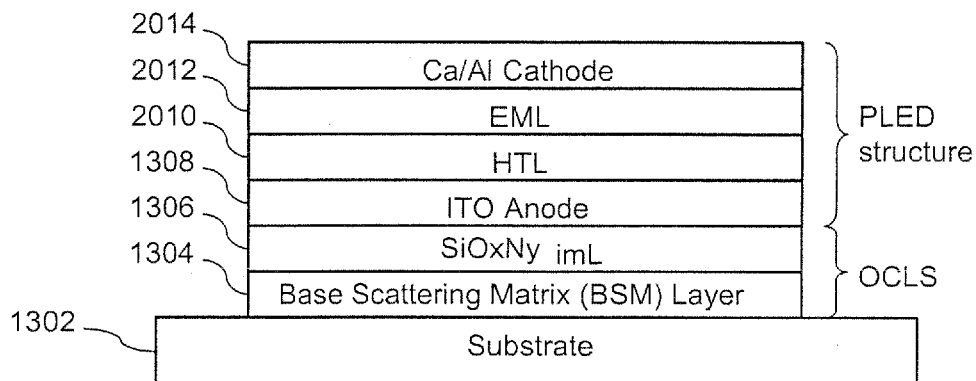 2014
Ca/Al Cathode
2012
EML
PLED
structure
2010
HTL
1308
ITO Anode
1306
SiOxNy imL
OCLS
1304
Base Scattering Matrix (BSM) Layer
1302
Substrate